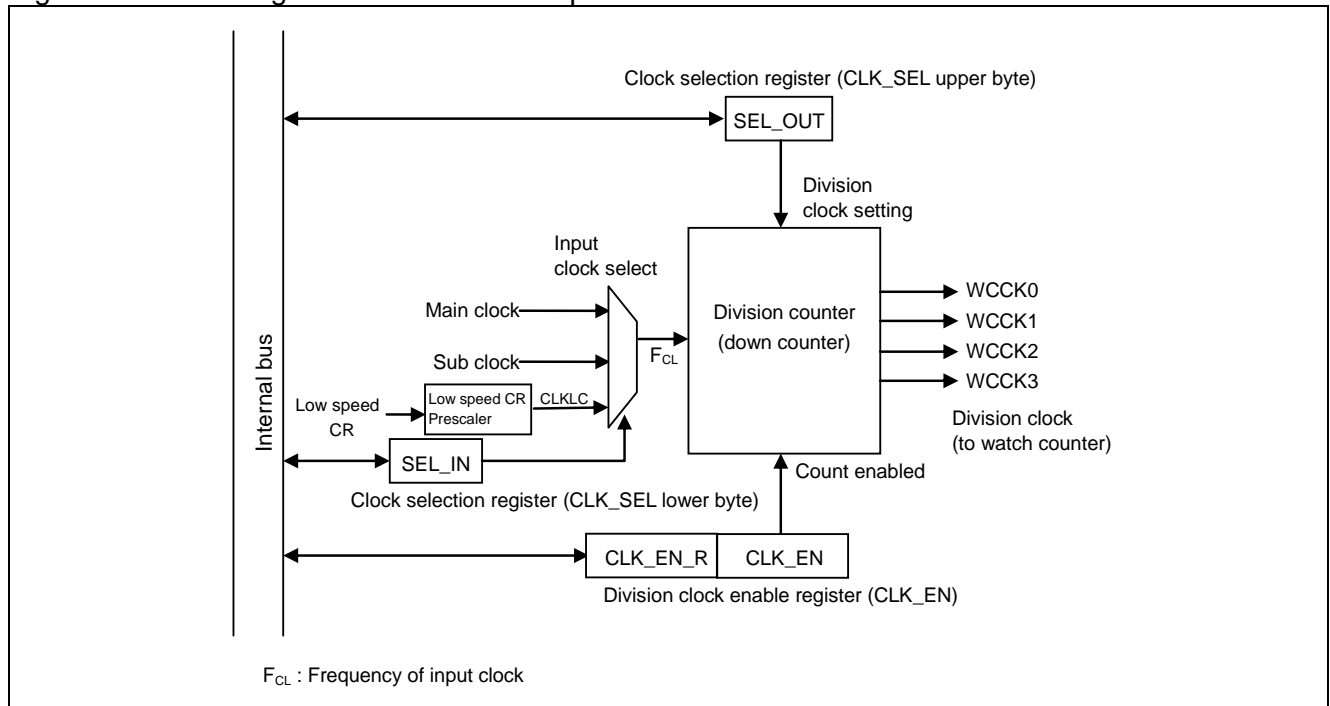 Clock selection register (CLK_SEL upper byte)
SEL_OUT
Division
clock setting
Input
clock select
Main clock
Sub clock
Low speed
CR
Low speed CR
Prescaler
CLKLC
F_CL
Division counter
(down counter)
WCCK0
WCCK1
WCCK2
WCCK3
Division clock
(to watch counter)
Internal bus
SEL_IN
Clock selection register (CLK_SEL lower byte)
Count enabled
CLK_EN_R
CLK_EN
Division clock enable register (CLK_EN)
F_CL : Frequency of input clock